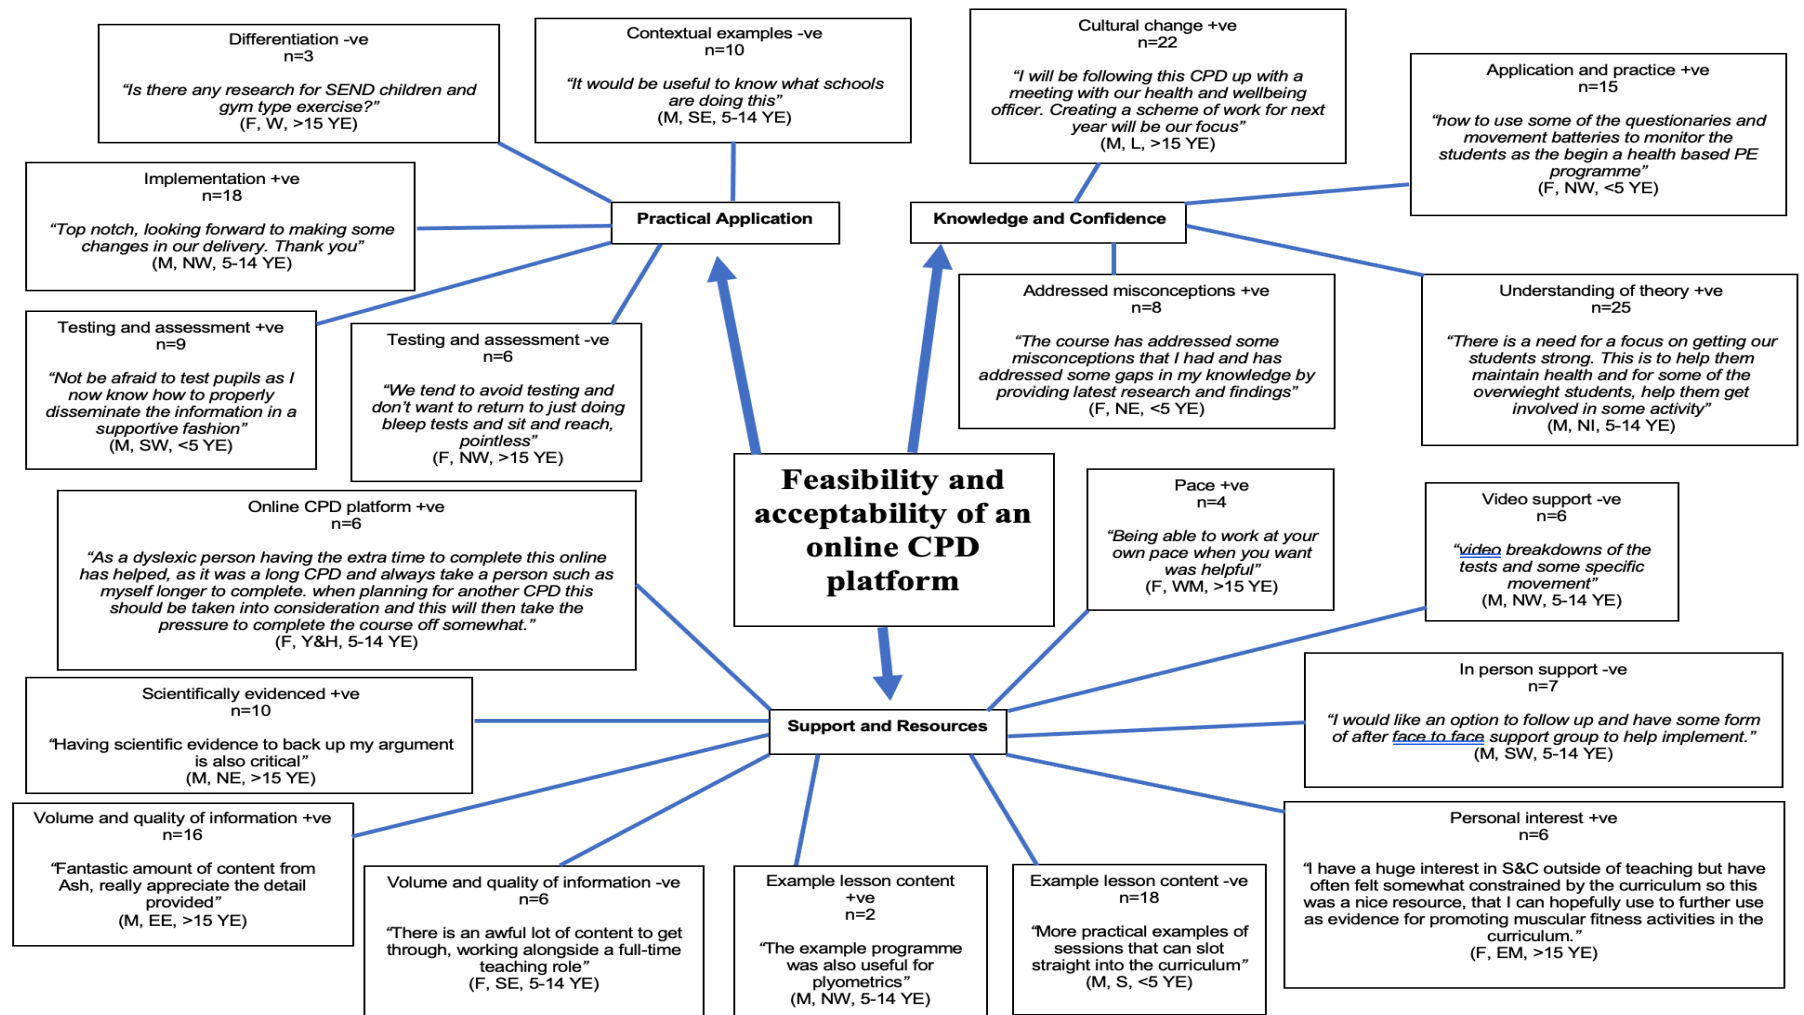 Differentiation -ve
n=3
“Is there any research for SEND children and
gym type exercise?”
(F, W, >15 YE)
Contextual examples -ve
n=10
“It would be useful to know what schools
are doing this”
(M, SE, 5-14 YE)
Cultural change +ve
n=22
“I will be following this CPD up with a
meeting with our health and wellbeing
officer. Creating a scheme of work for next
year will be our focus”
(M, L, >15 YE)
Application and practice +ve
n=15
“how to use some of the questionaries and
movement batteries to monitor the
students as the begin a health based PE
programme”
(F, NW, <5 YE)
Implementation +ve
n=18
“Top notch, looking forward to making some
changes in our delivery. Thank you”
(M, NW, 5-14 YE)
Practical Application
Knowledge and Confidence
Testing and assessment +ve
n=9
“Not be afraid to test pupils as I
now know how to properly
disseminate the information in a
supportive fashion”
(M, SW, <5 YE)
Testing and assessment -ve
n=6
“We tend to avoid testing and
don’t want to return to just doing
bleep tests and sit and reach,
pointless”
(F, NW, >15 YE)
Addressed misconceptions +ve
n=8
“The course has addressed some
misconceptions that I had and has
addressed some gaps in my knowledge by
providing latest research and findings”
(F, NE, <5 YE)
Understanding of theory +ve
n=25
“There is a need for a focus on getting our
students strong. This is to help them
maintain health and for some of the
overwieght students, help them get
involved in some activity”
(M, NI, 5-14 YE)
Feasibility and
acceptability of an
online CPD
platform
Online CPD platform +ve
n=6
“As a dyslexic person having the extra time to complete this online
has helped, as it was a long CPD and always take a person such as
myself longer to complete. when planning for another CPD this
should be taken into consideration and this will then take the
pressure to complete the course off somewhat.”
(F, Y&H, 5-14 YE)
Pace +ve
n=4
“Being able to work at your
own pace when you want
was helpful”
(F, WM, >15 YE)
Video support -ve
n=6
“video breakdowns of the
tests and some specific
movement”
(M, NW, 5-14 YE)
Scientifically evidenced +ve
n=10
“Having scientific evidence to back up my argument
is also critical”
(M, NE, >15 YE)
Support and Resources
In person support -ve
n=7
“I would like an option to follow up and have some form
of after face to face support group to help implement.”
(M, SW, 5-14 YE)
Volume and quality of information +ve
n=16
“Fantastic amount of content from
Ash, really appreciate the detail
provided”
(M, EE, >15 YE)
Volume and quality of information -ve
n=6
“There is an awful lot of content to get
through, working alongside a full-time
teaching role”
(F, SE, 5-14 YE)
Example lesson content
+ve
n=2
“The example programme
was also useful for
plyometrics”
(M, NW, 5-14 YE)
Example lesson content -ve
n=18
“More practical examples of
sessions that can slot
straight into the curriculum”
(M, S, <5 YE)
Personal interest +ve
n=6
“I have a huge interest in S&C outside of teaching but have
often felt somewhat constrained by the curriculum so this
was a nice resource, that I can hopefully use to further use
as evidence for promoting muscular fitness activities in the
curriculum.”
(F, EM, >15 YE)